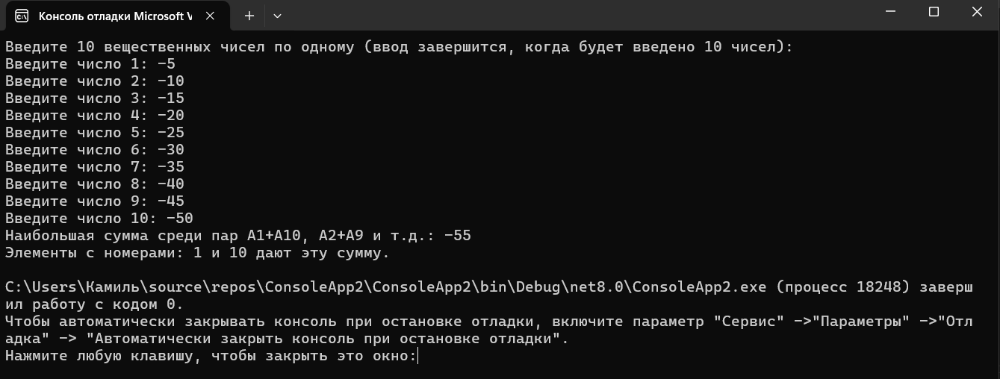 Консоль отладки Microsoft V
Введите 10 вещественных чисел по одному (ввод завершится, когда будет введено 10 чисел):
Введите число 1: -5
Введите число 2: -10
Введите число 3: -15
Введите число 4: -20
Введите число 5: -25
Введите число 6: -30
Введите число 7: -35
Введите число 8: -40
Введите число 9: -45
Введите число 10: -50
Наибольшая сумма среди пар A1+A10, A2+A9 и т.д.: -55
Элементы с номерами: 1 и 10 дают эту сумму.
C:\Users\Камиль\source\repos\ConsoleApp2\ConsoleApp2\bin\Debug\net8.0\ConsoleApp2.exe (процесс 18248) заверш
ил работу с кодом 0.
Чтобы автоматически закрывать консоль при остановке отладки, включите параметр "Сервис" ->"Параметры" ->"Отл
адка" -> "Автоматически закрыть консоль при остановке отладки".
Нажмите любую клавишу, чтобы закрыть это окно: